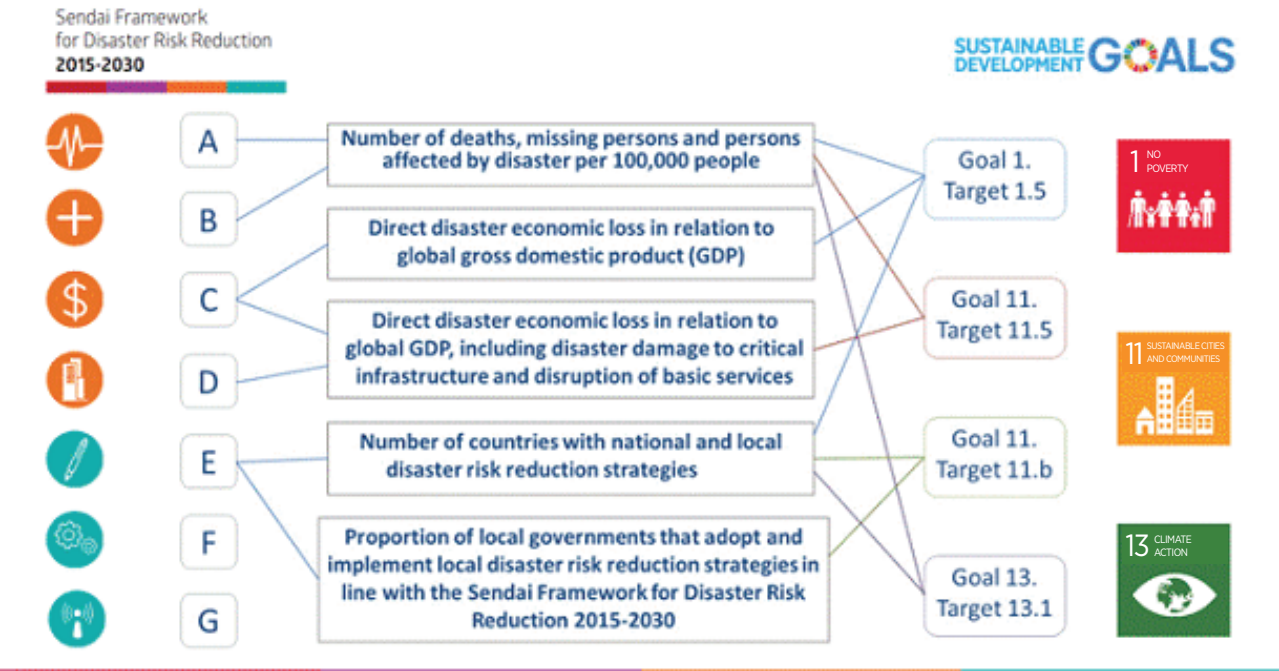 Sendai Framework
for Disaster Risk Reduction
2015-2030
SUSTAINABLE
DEVELOPMENT
GOALS
A
B
C
D
E
F
G
Number of deaths, missing persons and persons
affected by disaster per 100,000 people
Direct disaster economic loss in relation to
global gross domestic product (GDP)
Direct disaster economic loss in relation to
global GDP, including disaster damage to critical
infrastructure and disruption of basic services
Number of countries with national and local
disaster risk reduction strategies
Proportion of local governments that adopt and
implement local disaster risk reduction strategies in
line with the Sendai Framework for Disaster Risk
Reduction 2015-2030
Goal 1.
Target 1.5
Goal 11.
Target 11.5
Goal 11.
Target 11.b
Goal 13.
Target 13.1
1 NO
POVERTY
11 SUSTAINABLE CITIES
AND COMMUNITIES
13 CLIMATE
ACTION